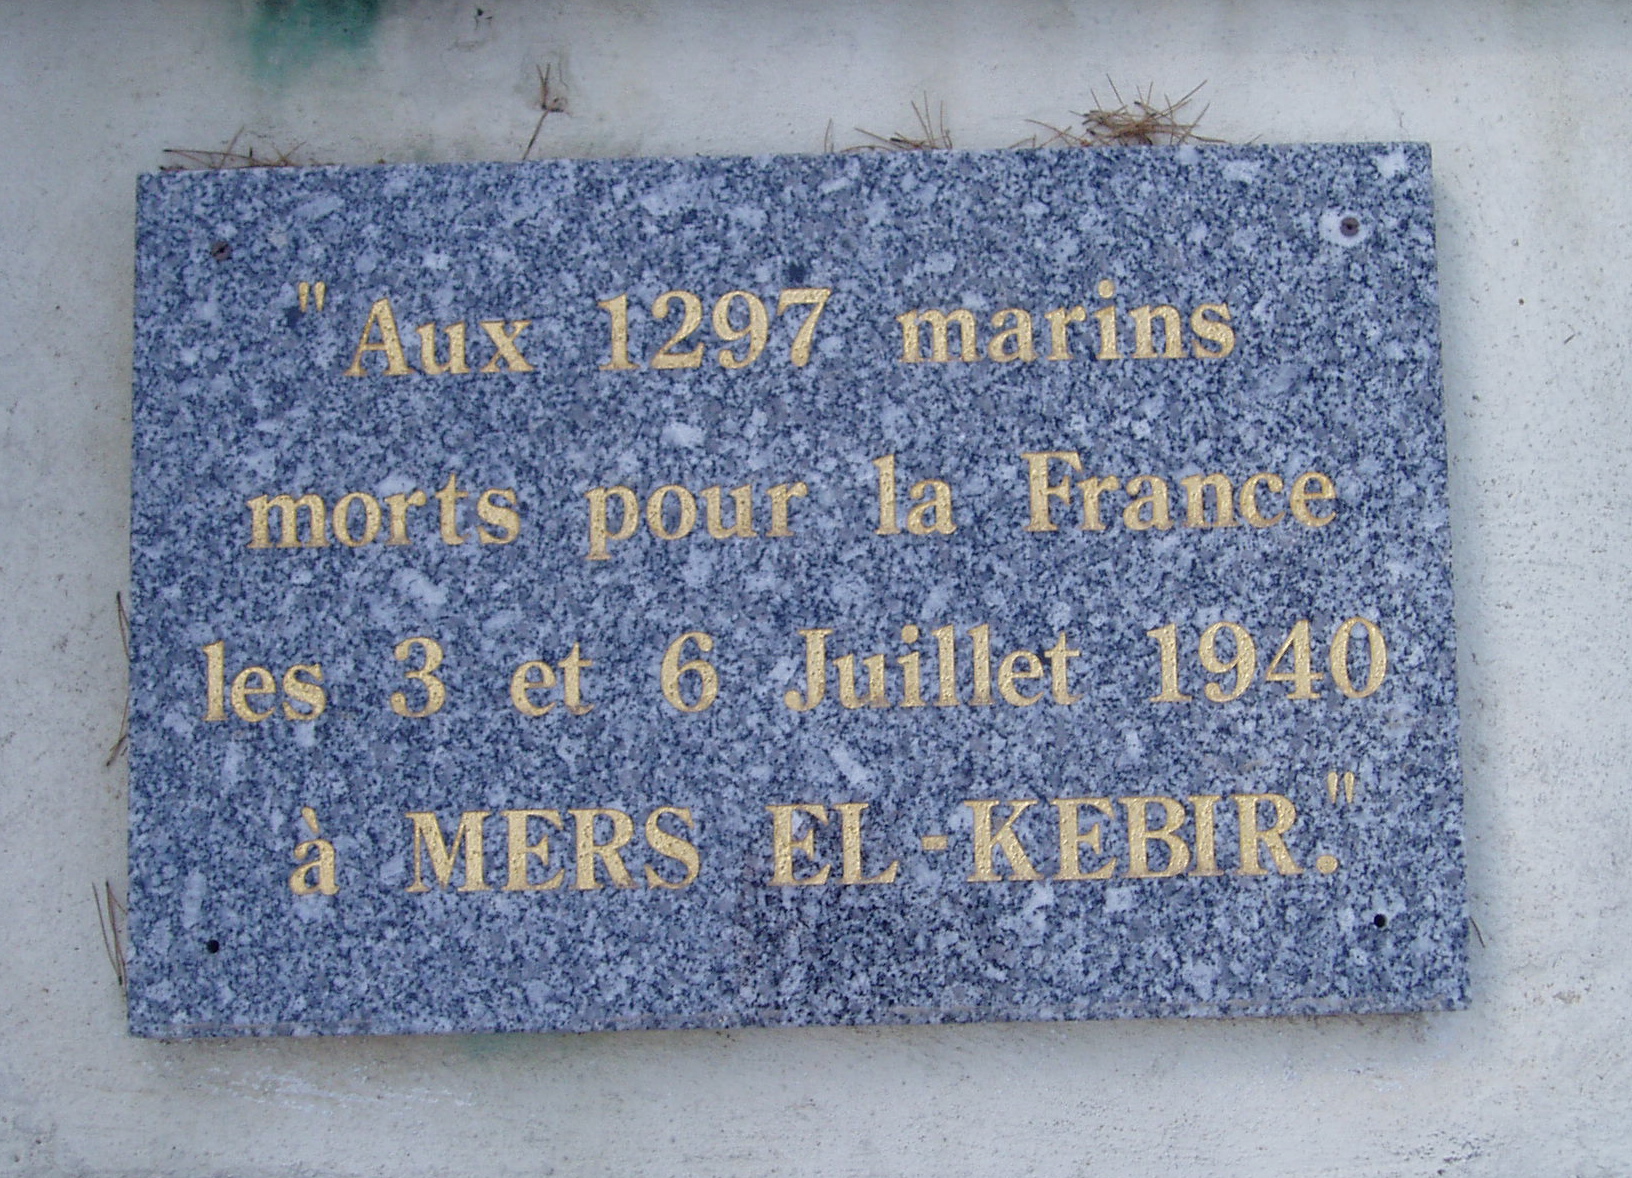 "Aux 1297 marins
morts pour la France
les 3 et 6 Juillet 1940
à MERS EL-KEBIR."